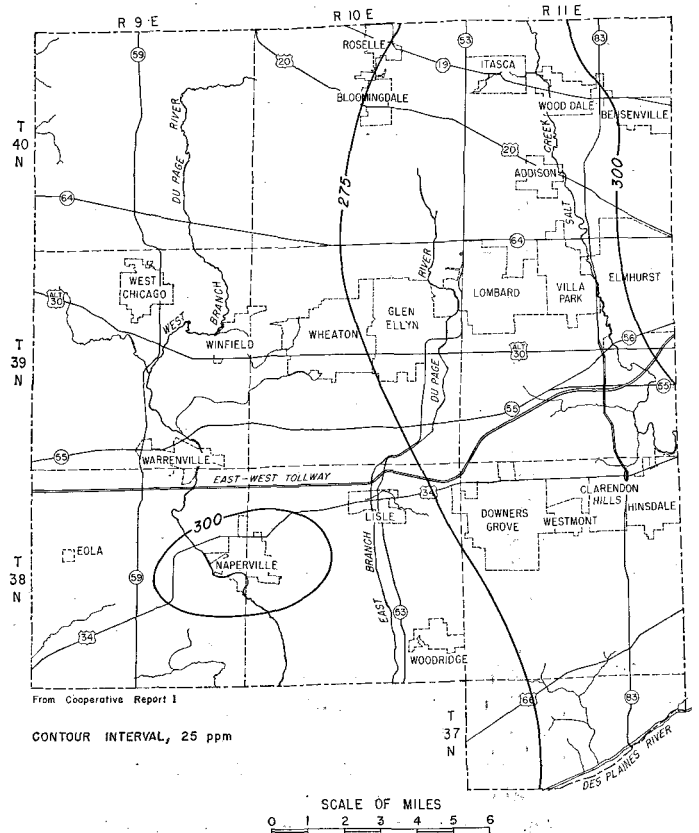 R 9 E
R 10 E
R 11 E
59
20
ROSELLE
53
19
ITASCA
83
BLOOMINGDALE
WOOD DALE
BENSENVILLE
T
40
N
DU PAGE RIVER
CREEK
20
ADDISON
275
300
64
SALT
64
WEST
CHICAGO
RIVER
LOMBARD
VILLA
PARK
ELMHURST
ALT
30
WEST BRANCH
GLEN
ELLYN
WINFIELD
WHEATON
56
T
39
N
ALT
30
DU PAGE
55
55
55
WARRENVILLE
EAST-WEST TOLLWAY
34
CLARENDON
HILLS
HINSDALE
300
LISLE
DOWNERS
GROVE
WESTMONT
EOLA
NAPERVILLE
BRANCH
T
38
N
59
EAST
53
34
WOODRIDGE
66
83
From Cooperative Report 1
T
37
N
DES PLAINES RIVER
CONTOUR INTERVAL, 25 ppm
SCALE OF MILES
0 1 2 3 4 5 6